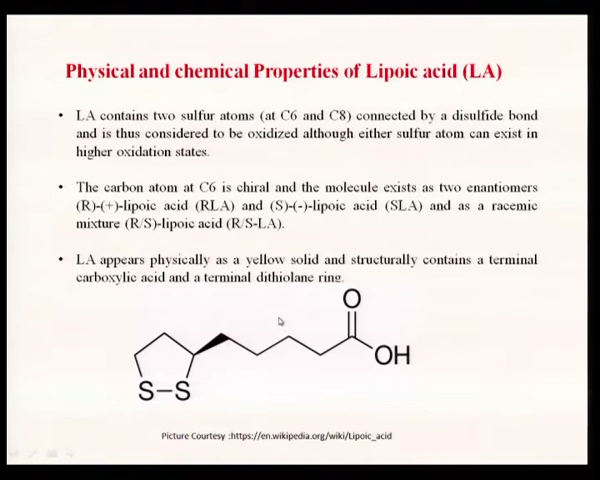 Physical and chemical Properties of Lipoic acid (LA)
• LA contains two sulfur atoms (at C6 and C8) connected by a disulfide bond
and is thus considered to be oxidized although either sulfur atom can exist in
higher oxidation states.
• The carbon atom at C6 is chiral and the molecule exists as two enantiomers
(R)-(+)-lipoic acid (RLA) and (S)-(-)-lipoic acid (SLA) and as a racemic
mixture (R/S)-lipoic acid (R/S-LA).
• LA appears physically as a yellow solid and structurally contains a terminal
carboxylic acid and a terminal dithiolane ring.
O
OH
S-S
Picture Courtesy :https://en.wikipedia.org/wiki/Lipoic_acid